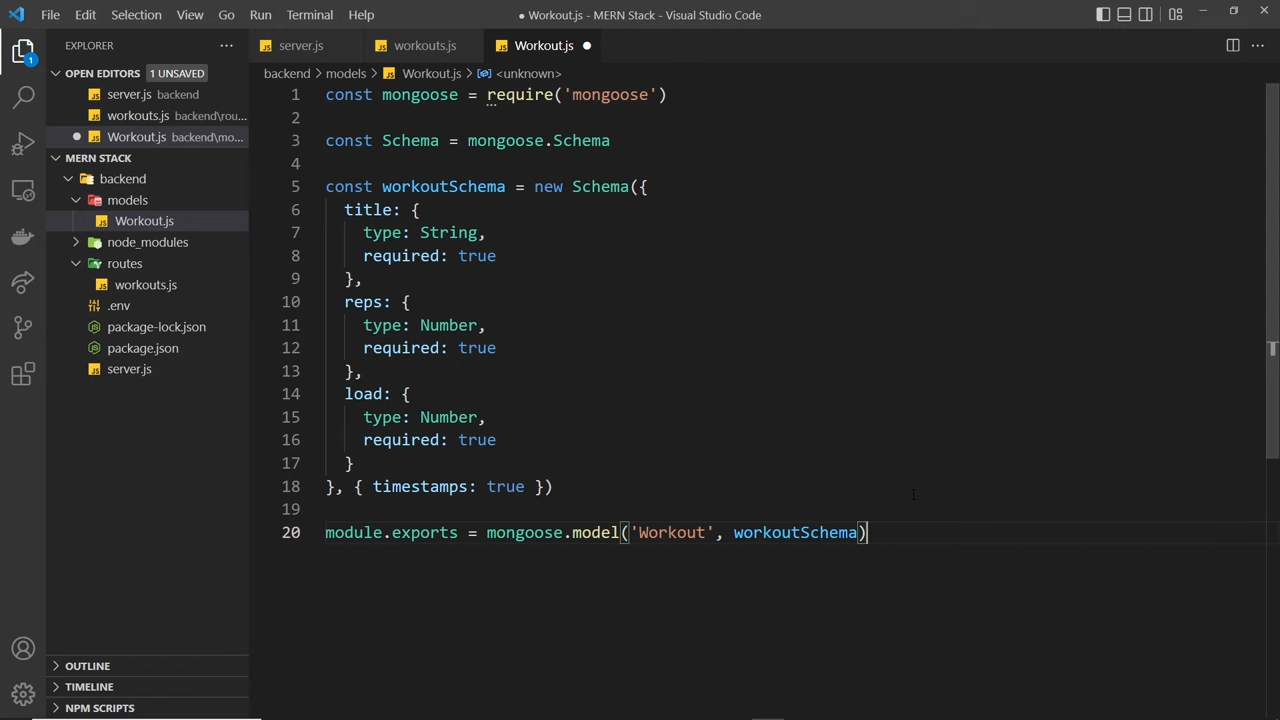 File Edit Selection View Go Run Terminal Help
● Workout.js - MERN Stack - Visual Studio Code
EXPLORER
OPEN EDITORS 1 UNSAVED
server.js backend
workouts.js backend\rou...
Workout.js backend\mo...
MERN STACK
backend
models
Workout.js
node_modules
routes
workouts.js
.env
package-lock.json
package.json
server.js
OUTLINE
TIMELINE
NPM SCRIPTS
1
JS server.js JS workouts.js JS Workout.js ●
backend > models > JS Workout.js > <unknown>
1 const mongoose = require('mongoose')
2
3 const Schema = mongoose.Schema
4
5 const workoutSchema = new Schema({
6 title: {
7 type: String,
8 required: true
9 },
10 reps: {
11 type: Number,
12 required: true
13 },
14 load: {
15 type: Number,
16 required: true
17 }
18 }, { timestamps: true })
19
20 module.exports = mongoose.model('Workout', workoutSchema)